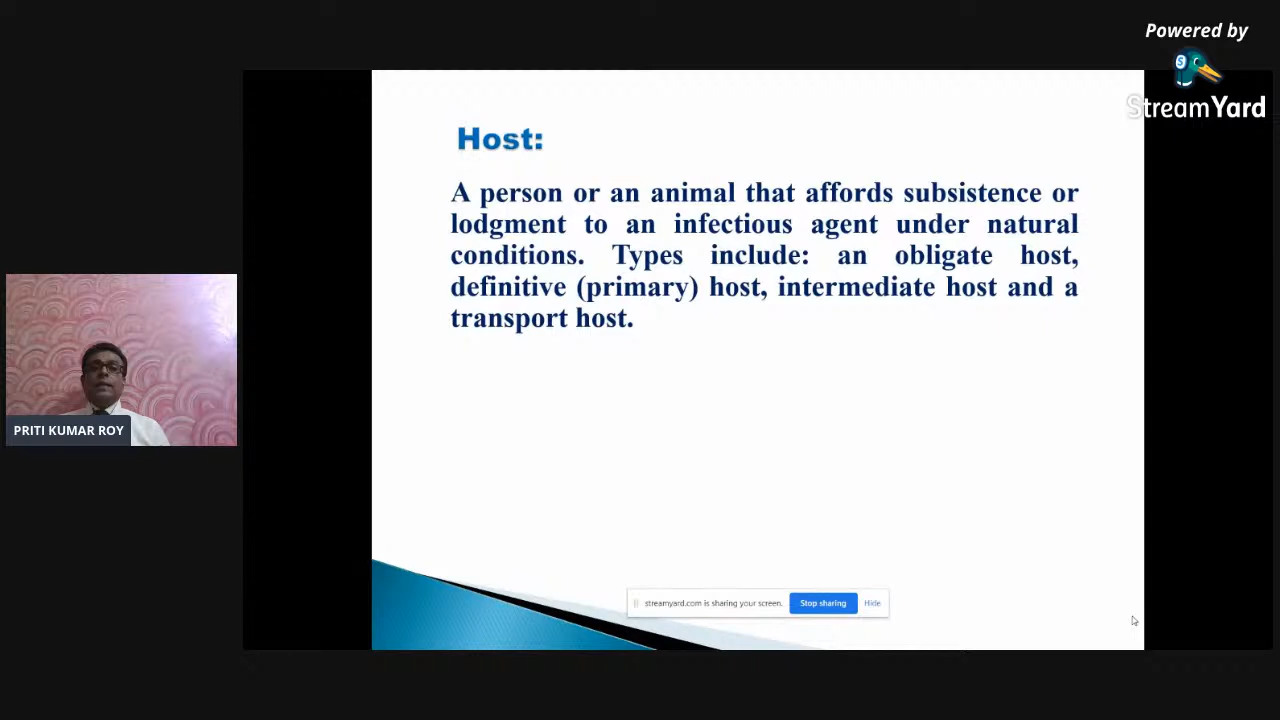 Powered by
StreamYard
Host:
A person or an animal that affords subsistence or
lodgment to an infectious agent under natural
conditions. Types include: an obligate host,
definitive (primary) host, intermediate host and a
transport host.
PRITI KUMAR ROY
streamyard.com is sharing your screen. Stop sharing Hide